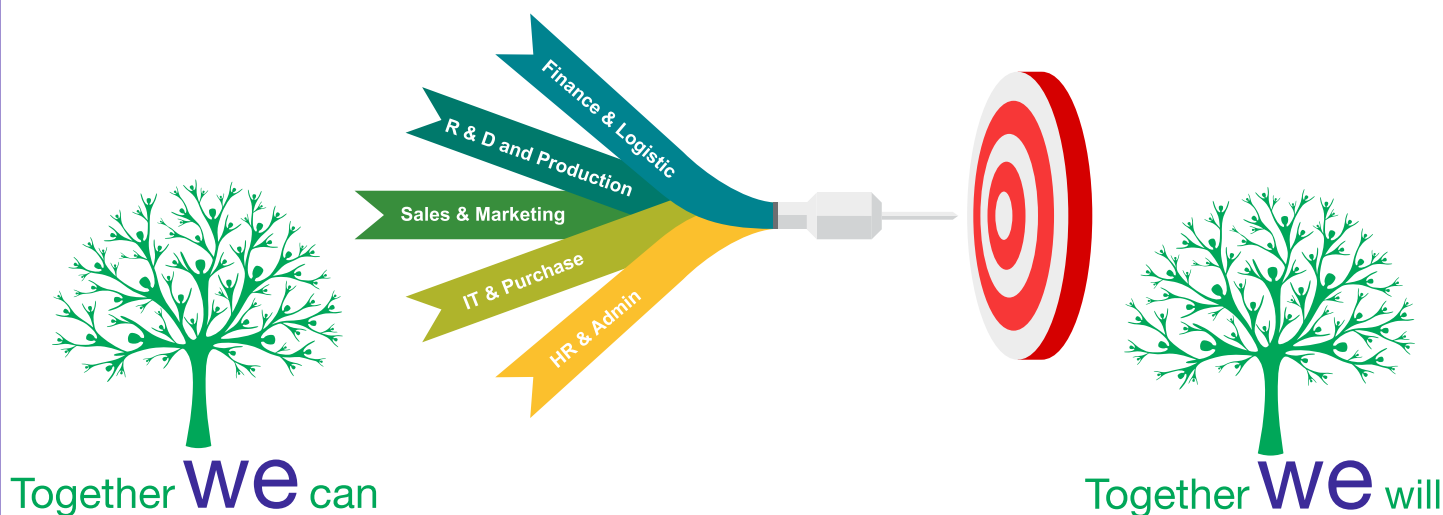 Finance & Logistic
R & D and Production
Sales & Marketing
IT & Purchase
HR & Admin
Together we can
Together we will